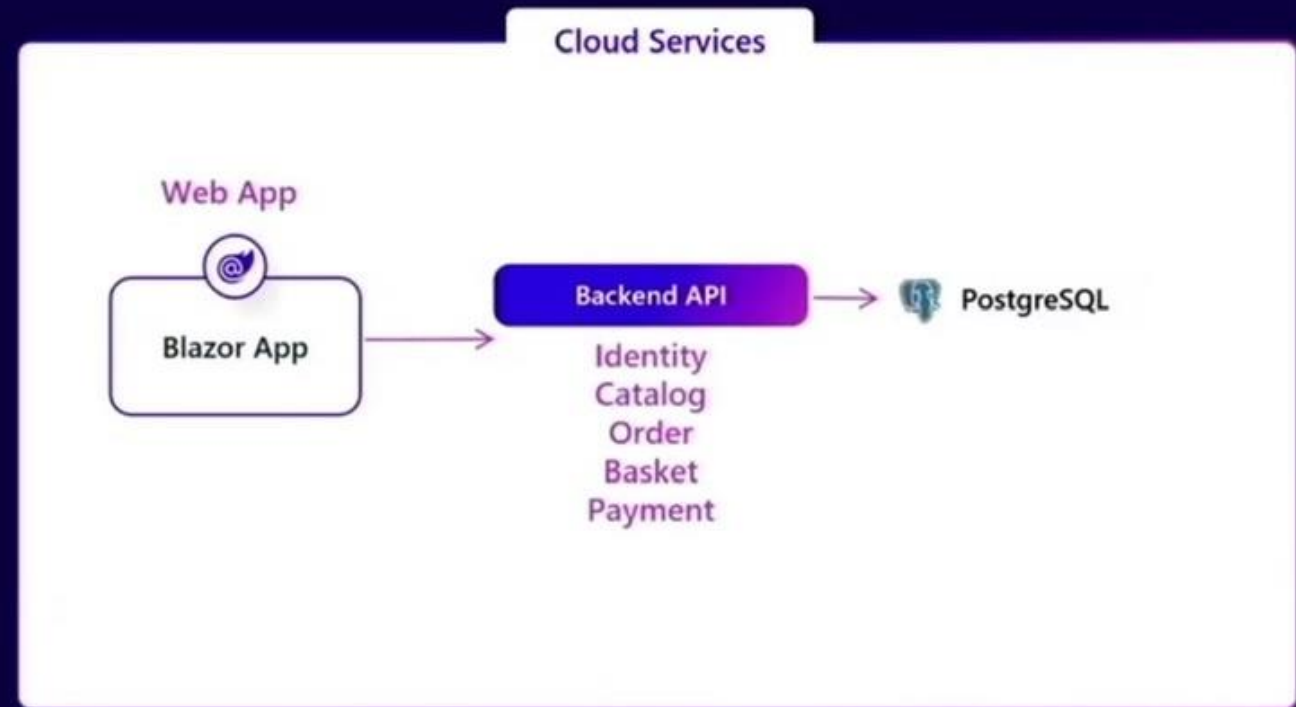 Cloud Services
Web App
Blazor App
Backend API
Identity
Catalog
Order
Basket
Payment
PostgreSQL